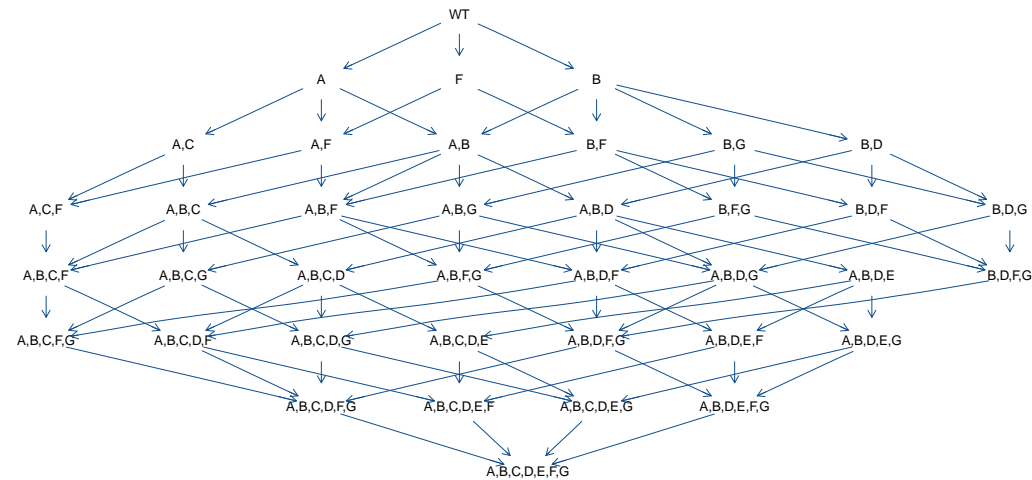 WT
A F B
A,C A,F A,B B,F B,G B,D
A,C,F A,B,C A,B,F A,B,G A,B,D B,F,G B,D,F B,D,G
A,B,C,F A,B,C,G A,B,C,D A,B,F,G A,B,D,F A,B,D,G A,B,D,E B,D,F,G
A,B,C,F,G A,B,C,D,F A,B,C,D,G A,B,C,D,E A,B,D,F,G A,B,D,E,F A,B,D,E,G
A,B,C,D,F,G A,B,C,D,E,F A,B,C,D,E,G A,B,D,E,F,G
A,B,C,D,E,F,G